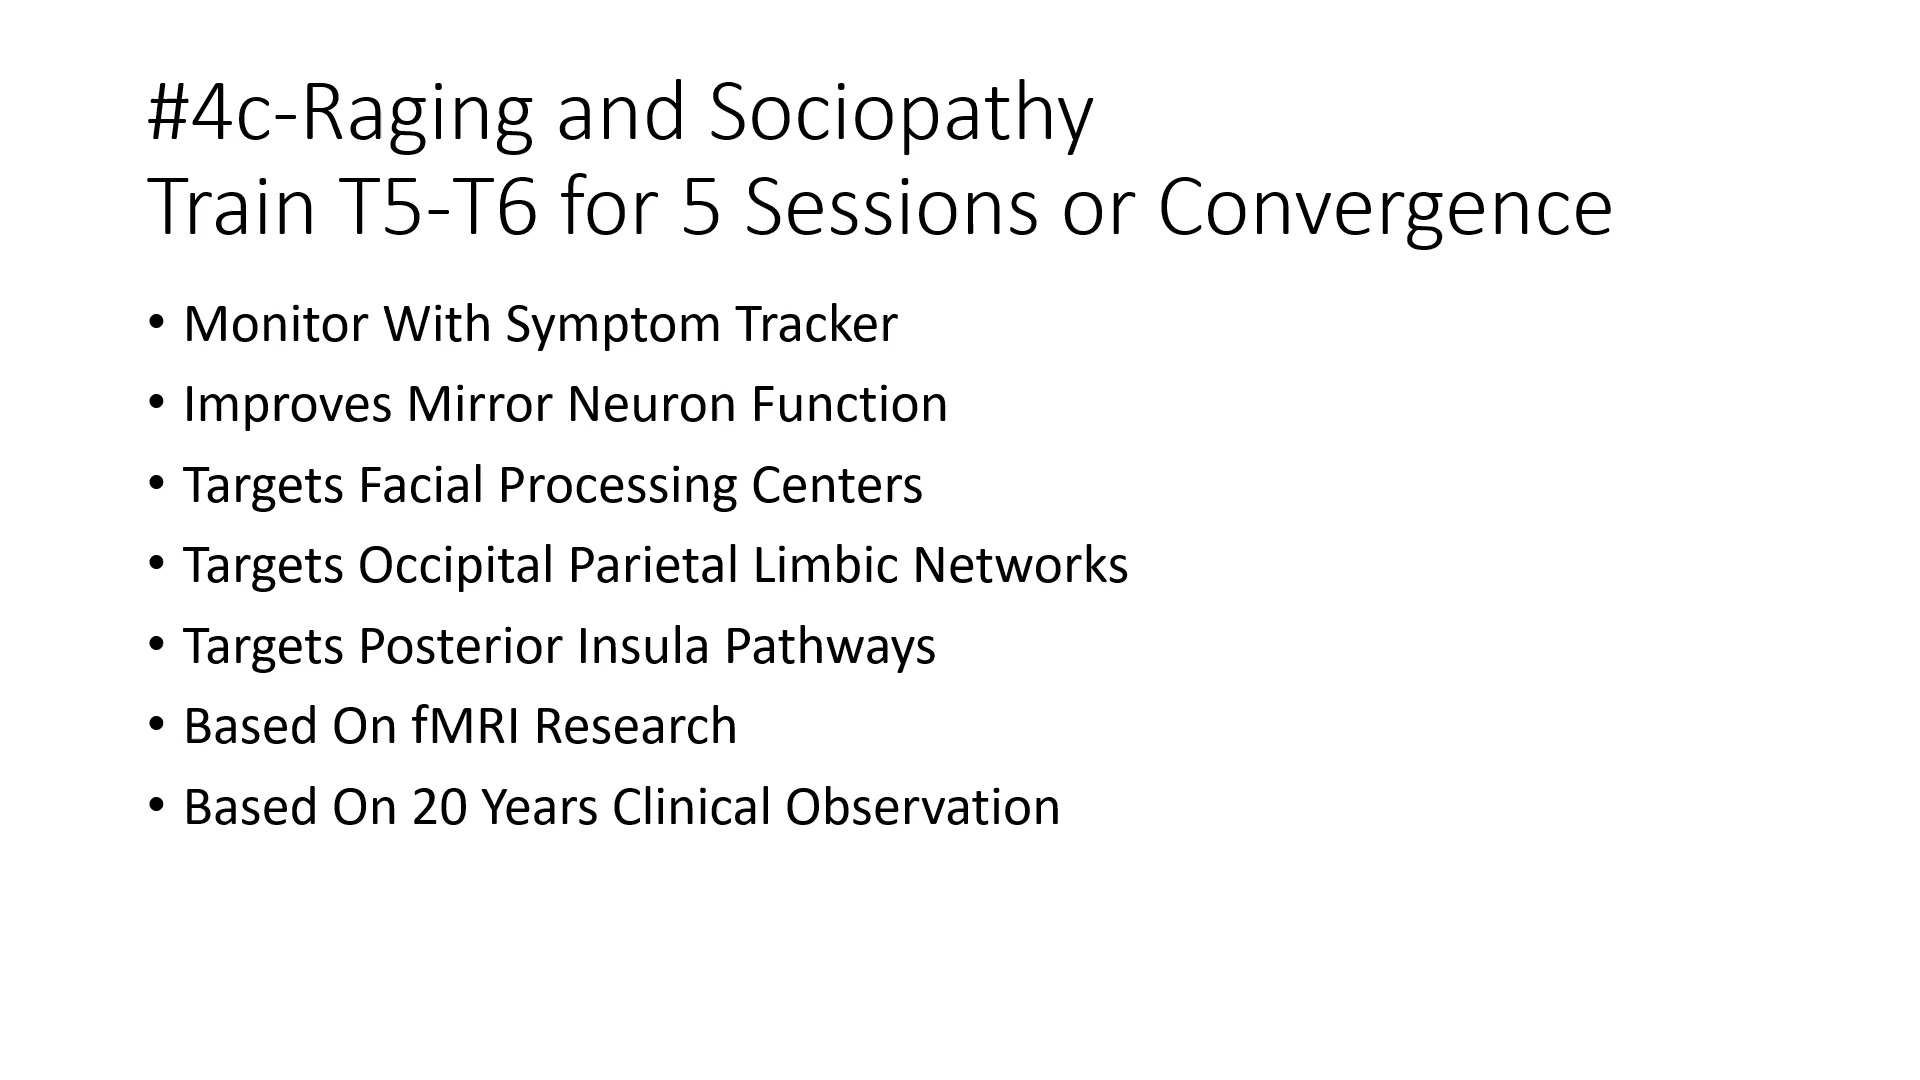 #4c-Raging and Sociopathy
Train T5-T6 for 5 Sessions or Convergence
• Monitor With Symptom Tracker
• Improves Mirror Neuron Function
• Targets Facial Processing Centers
• Targets Occipital Parietal Limbic Networks
• Targets Posterior Insula Pathways
• Based On fMRI Research
• Based On 20 Years Clinical Observation